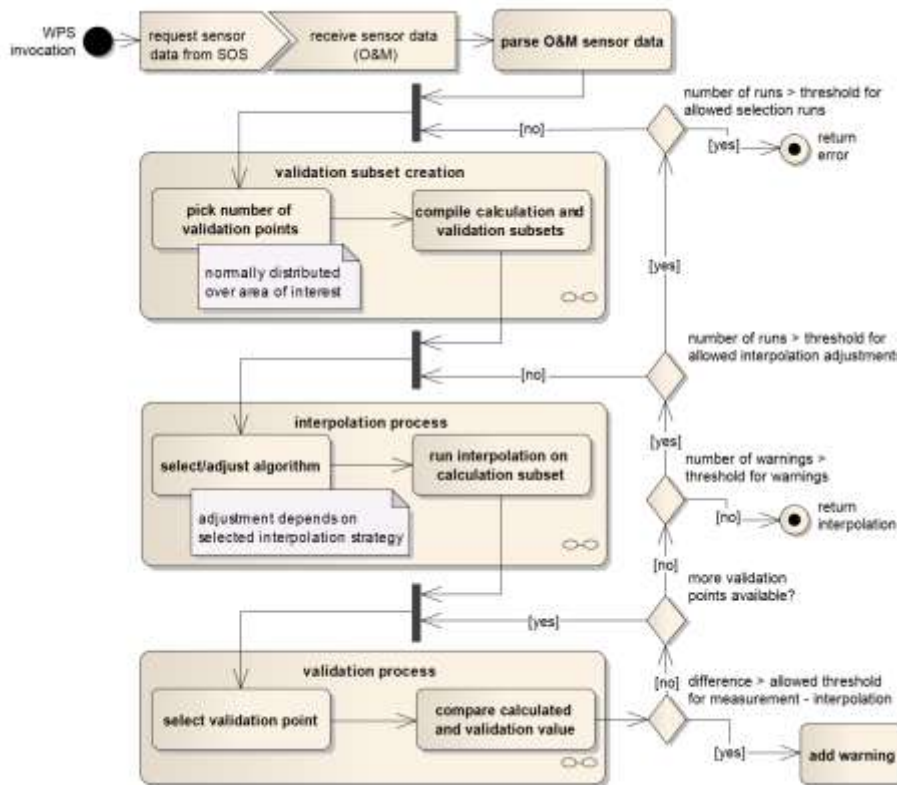 WPS
invocation
request sensor
data from SOS
receive sensor data
(O&M)
parse O&M sensor data
number of runs > threshold for
allowed selection runs
[no]
[yes]
return
error
validation subset creation
pick number of
validation points
compile calculation and
validation subsets
normally distributed
over area of interest
[yes]
number of runs > threshold for
allowed interpolation adjustments
[no]
interpolation process
select/adjust algorithm
run interpolation on
calculation subset
adjustment depends on
selected interpolation strategy
[yes]
number of warnings >
threshold for warnings
[no]
return
interpolation
[no]
more validation
points available?
[yes]
validation process
select validation point
compare calculated
and validation value
[no]
difference > allowed threshold
for measurement - interpolation
[yes]
add warning